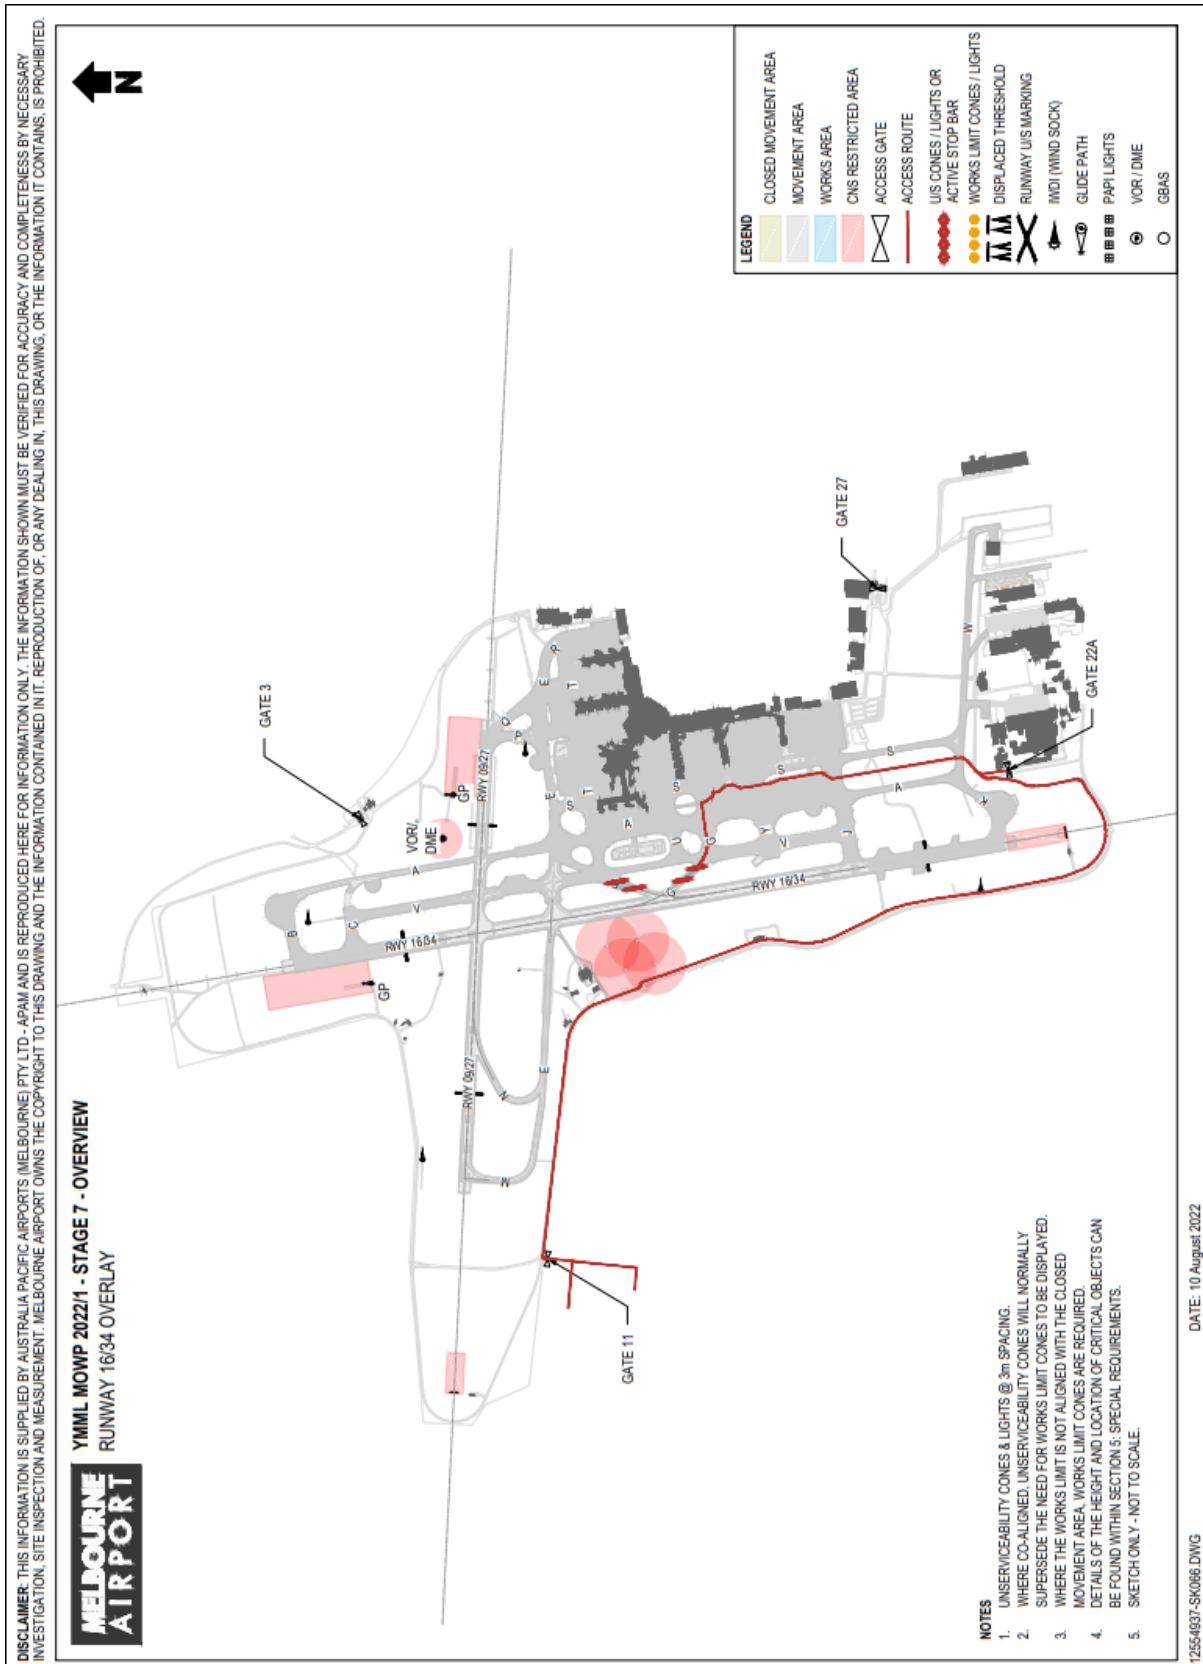 DISCLAIMER: THIS INFORMATION IS SUPPLIED BY AUSTRALIA PACIFIC AIRPORTS (MELBOURNE) PTY LTD - APAM AND IS REPRODUCED HERE FOR INFORMATION ONLY. THE INFORMATION SHOWN MUST BE VERIFIED FOR ACCURACY AND COMPLETENESS BY NECESSARY
INVESTIGATION, SITE INSPECTION AND MEASUREMENT. MELBOURNE AIRPORT OWNS THE COPYRIGHT TO THIS DRAWING AND THE INFORMATION CONTAINED IN IT. REPRODUCTION OF, OR ANY DEALING IN, THIS DRAWING, OR THE INFORMATION IT CONTAINS, IS PROHIBITED.
MELBOURNE
AIRPORT
YMML MOWP 2022/1 - STAGE 7 - OVERVIEW
RUNWAY 16/34 OVERLAY
N
GATE 3
VOR/
DME
GP
GP
B
C
A
V
RWY 16/34
RWY 09/27
RWY 09/27
N
E
W
Q
P
E
R
T
E
S
T
A
U
S
G
G
Y
V
J
S
S
A
K
W
RWY 16/34
GATE 11
GATE 27
GATE 22A
LEGEND
CLOSED MOVEMENT AREA
MOVEMENT AREA
WORKS AREA
CNS RESTRICTED AREA
ACCESS GATE
ACCESS ROUTE
U/S CONES / LIGHTS OR
ACTIVE STOP BAR
WORKS LIMIT CONES / LIGHTS
DISPLACED THRESHOLD
RUNWAY U/S MARKING
IWDI (WIND SOCK)
GLIDE PATH
PAPI LIGHTS
VOR / DME
GBAS
NOTES
1. UNSERVICEABILITY CONES & LIGHTS @ 3m SPACING.
2. WHERE CO-ALIGNED, UNSERVICEABILITY CONES WILL NORMALLY
SUPERSEDE THE NEED FOR WORKS LIMIT CONES TO BE DISPLAYED.
3. WHERE THE WORKS LIMIT IS NOT ALIGNED WITH THE CLOSED
MOVEMENT AREA, WORKS LIMIT CONES ARE REQUIRED.
4. DETAILS OF THE HEIGHT AND LOCATION OF CRITICAL OBJECTS CAN
BE FOUND WITHIN SECTION 5: SPECIAL REQUIREMENTS.
5. SKETCH ONLY - NOT TO SCALE.
12554937-SK066.DWG
DATE: 10 August 2022